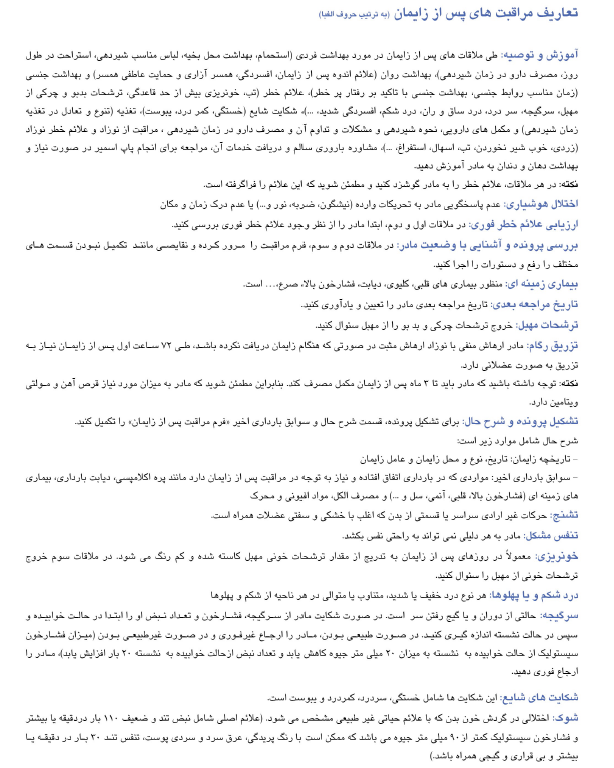 تعاریف مراقبت های پس از زایمان (به ترتیب حروف الفبا)
آموزش و توصیه: طی ملاقات های پس از زایمان در مورد بهداشت فردی (استحمام، بهداشت محل بخیه، لباس مناسب شیردهی، استراحت در طول
روز، مصرف دارو در زمان شیردهی)، بهداشت روان (علائم اندوه پس از زایمان، افسردگی، همسر آزاری و حمایت عاطفی همسر) و بهداشت جنسی
(زمان مناسب روابط جنسی، بهداشت جنسی با تاکید بر رفتار پر خطر)، علائم خطر (تب، خونریزی بیش از حد قاعدگی، ترشحات بدبو و چرکی از
مهبل، سرگیجه، سر درد، درد ساق و ران، درد شکم، افسردگی شدید، ...)، شکایت شایع (خستگی، کمر درد، یبوست)، تغذیه (تنوع و تعادل در تغذیه
زمان شیردهی) و مکمل های دارویی، نحوه شیردهی و مشکلات و تداوم آن و مصرف دارو در زمان شیردهی ، مراقبت از نوزاد و علائم خطر نوزاد
(زردی، خوب شیر نخوردن، تب، اسهال، استفراغ، ...)، مشاوره باروری سالم و دریافت خدمات آن، مراجعه برای انجام پاپ اسمیر در صورت نیاز و
بهداشت دهان و دندان به مادر آموزش دهید.
نکته: در هر ملاقات، علائم خطر را به مادر گوشزد کنید و مطمئن شوید که این علائم را فراگرفته است.
اختلال هوشیاری: عدم پاسخگویی مادر به تحریکات وارده (نیشگون، ضربه، نور و...) یا عدم درک زمان و مکان
ارزیابی علائم خطر فوری: در ملاقات اول و دوم، ابتدا مادر را از نظر وجود علائم خطر فوری بررسی کنید.
بررسی پرونده و آشنایی با وضعیت مادر: در ملاقات دوم و سوم، فرم مراقبت را مرور کرده و نقایصی مانند تکمیل نبودن قسمت های
مختلف را رفع و دستورات را اجرا کنید.
بیماری زمینه ای: منظور بیماری های قلبی، کلیوی، دیابت، فشارخون بالا، صرع،... است.
تاریخ مراجعه بعدی: تاریخ مراجعه بعدی مادر را تعیین و یادآوری کنید.
ترشحات مهبل: خروج ترشحات چرکی و بد بو را از مهبل سئوال کنید.
تزریق رگام: مادر ارهاش منفی با نوزاد ارهاش مثبت در صورتی که هنگام زایمان دریافت نکرده باشد، طی ۷۲ ساعت اول پس از زایمان نیاز به
تزریق به صورت عضلانی دارد.
نکته: توجه داشته باشید که مادر باید تا ۳ ماه پس از زایمان مکمل مصرف کند. بنابراین مطمئن شوید که مادر به میزان مورد نیاز قرص آهن و مولتی
ویتامین دارد.
تشکیل پرونده و شرح حال: برای تشکیل پرونده، قسمت شرح حال و سوابق بارداری اخیر «فرم مراقبت پس از زایمان» را تکمیل کنید.
شرح حال شامل موارد زیر است:
– تاریخچه زایمان: تاریخ، نوع و محل زایمان و عامل زایمان
– سوابق بارداری اخیر: مواردی که در بارداری اتفاق افتاده و نیاز به توجه در مراقبت پس از زایمان دارد مانند پره اکلامپسی، دیابت بارداری، بیماری
های زمینه ای (فشارخون بالا، قلبی، آتمی، سل و ...) و مصرف الکل، مواد افیونی و محرک
تشنج: حرکات غیر ارادی سراسر یا قسمتی از بدن که اغلب با خشکی و سفتی عضلات همراه است.
تنفس مشکل: مادر به هر دلیلی نمی تواند به راحتی نفس بکشد.
خونریزی: معمولاً در روزهای پس از زایمان به تدریج از مقدار ترشحات خونی مهبل کاسته شده و کم رنگ می شود. در ملاقات سوم خروج
ترشحات خونی از مهبل را سئوال کنید.
درد شکم و یا پهلوها: هر نوع درد خفیف یا شدید، متناوب یا متوالی در هر ناحیه از شکم و پهلوها
سرگیجه: حالتی از دوران و یا گیج رفتن سر است. در صورت شکایت مادر از سرگیجه، فشارخون و تعداد نبض او را ابتدا در حالت خوابیده و
سپس در حالت نشسته اندازه گیری کنید. در صورت طبیعی بودن، مادر را ارجاع غیرفوری و در صورت غیرطبیعی بودن (میزان فشارخون
سیستولیک از حالت خوابیده به نشسته به میزان ۲۰ میلی متر جیوه کاهش یابد و تعداد نبض ازحالت خوابیده به نشسته ۲۰ بار افزایش یابد)، مادر را
ارجاع فوری دهید.
شکایت های شایع: این شکایت ها شامل خستگی، سردرد، کمردرد و یبوست است.
شوک: اختلالی در گردش خون بدن که با علائم حیاتی غیر طبیعی مشخص می شود. (علائم اصلی شامل نبض تند و ضعیف ۱۱۰ بار دردقیقه یا بیشتر
و فشارخون سیستولیک کمتر از۹۰ میلی متر جیوه می باشد که ممکن است با رنگ پریدگی، عرق سرد و سردی پوست، تنفس تند ۳۰ بار در دقیقه یا
بیشتر و بی قراری و گیجی همراه باشد.)